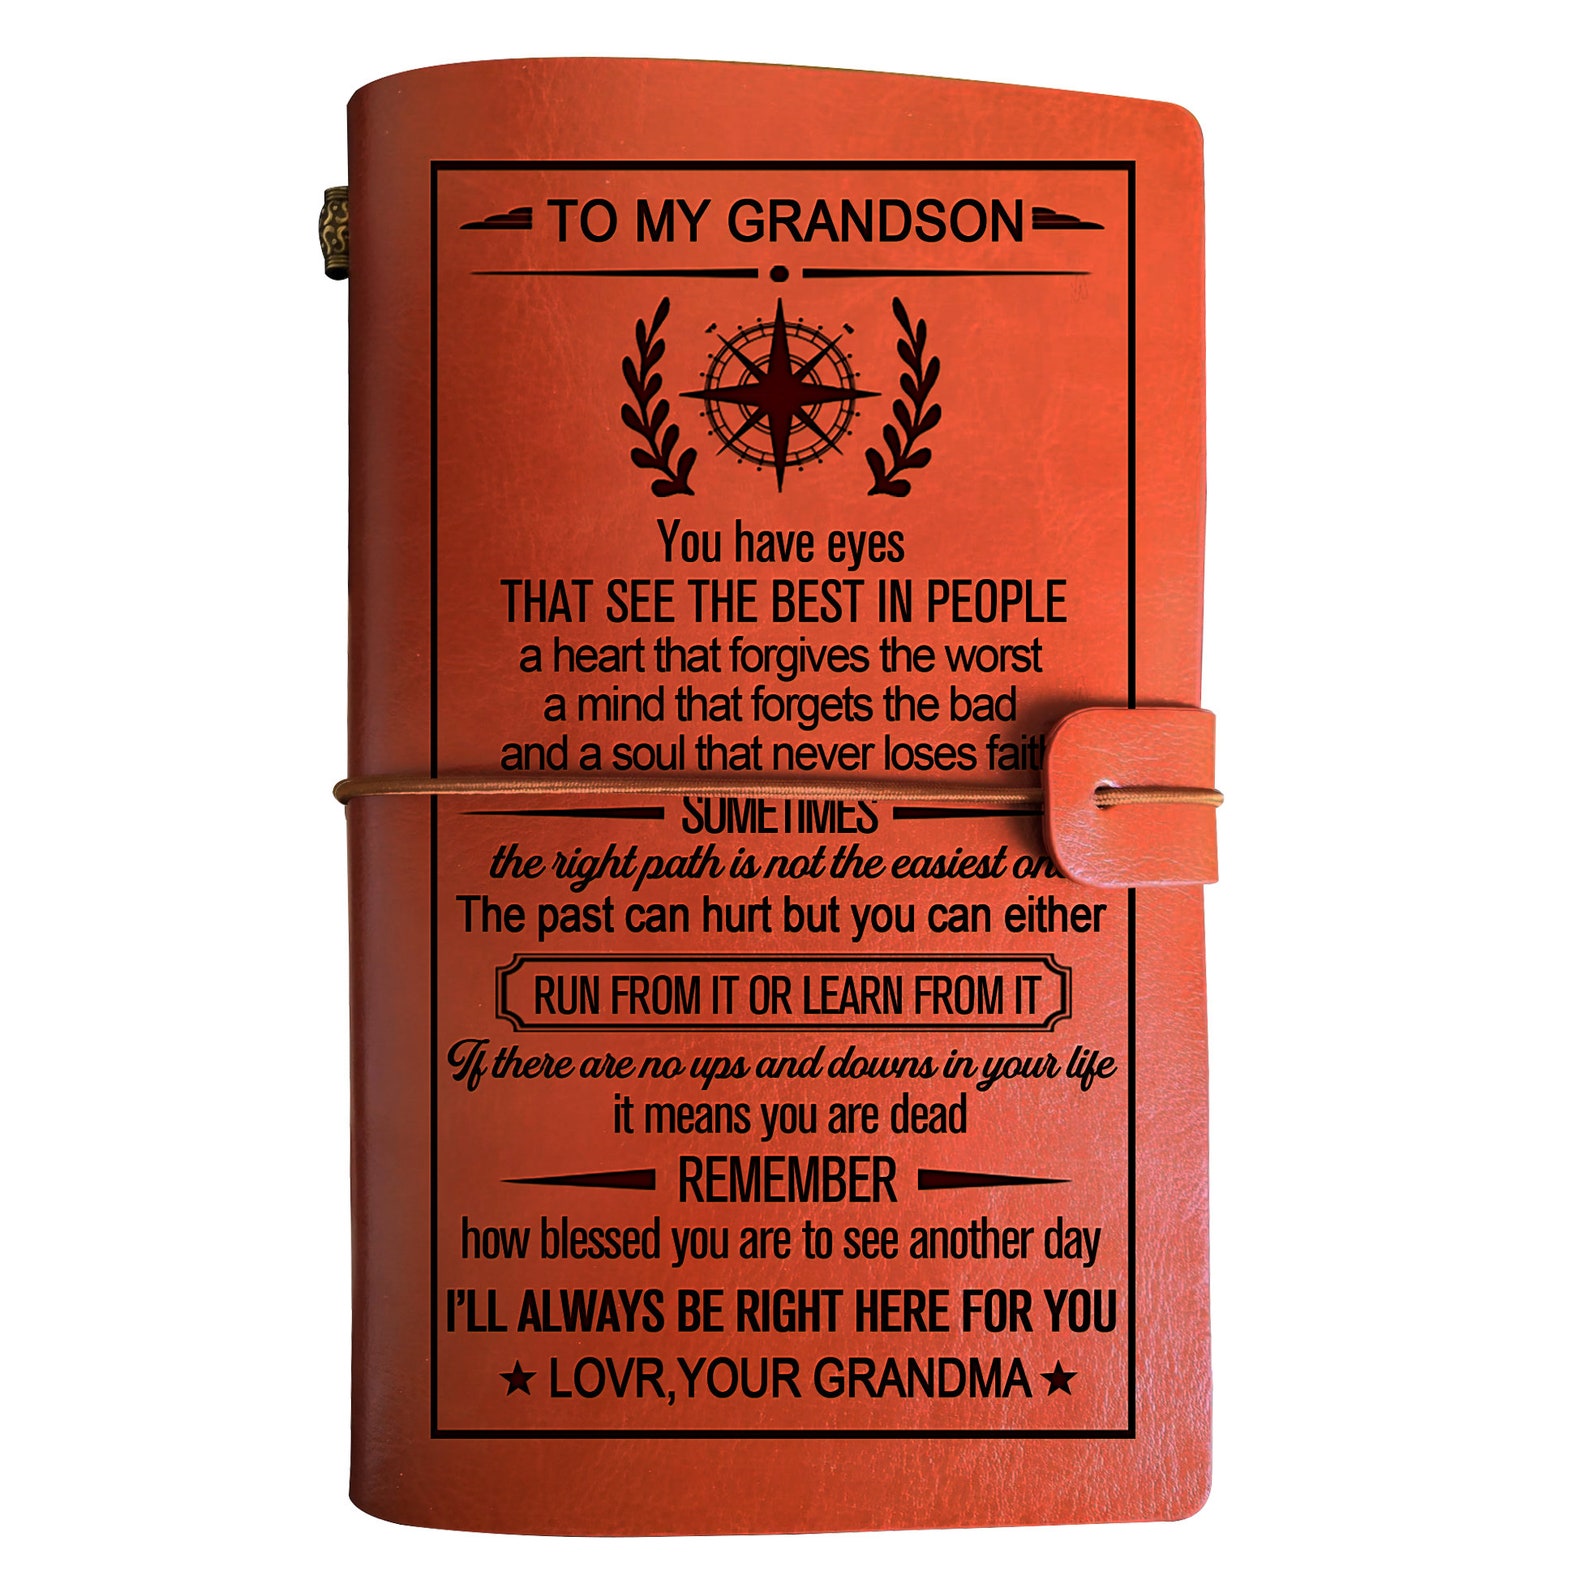 TO MY GRANDSON
You have eyes
THAT SEE THE BEST IN PEOPLE
a heart that forgives the worst
a mind that forgets the bad
and a soul that never loses faith
SOMETIMES
the right path is not the easiest one
The past can hurt but you can either
RUN FROM IT OR LEARN FROM IT
If there are no ups and downs in your life
it means you are dead
REMEMBER
how blessed you are to see another day
I'LL ALWAYS BE RIGHT HERE FOR YOU
LOVR,YOUR GRANDMA